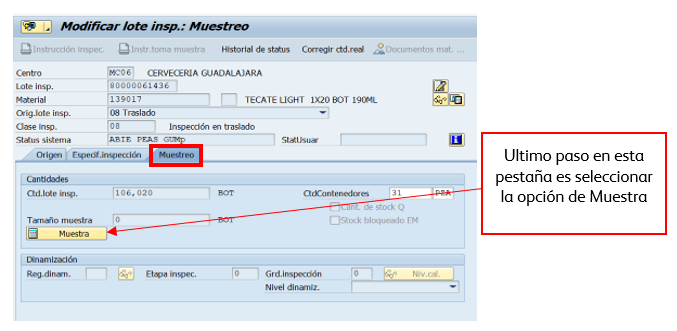 Modificar lote insp.: Muestreo
Instrucción inspec. Instr.toma muestra Historial de status Corregir ctd.real Documentos mat. ...
Centro MC06 CERVECERIA GUADALAJARA
Lote insp. 80000061436
Material 139017 TECATE LIGHT 1X20 BOT 190ML
Orig.lote insp. 08 Traslado
Clase insp. 08 Inspección en traslado
Status sistema ABIE PEAS GUMp StatUsuar
Origen Especif.inspección Muestreo
Cantidades
Ctd.lote insp. 106,020 BOT CtdContenedores 31 PEA
Cant. de stock Q
Tamaño muestra 0 BOT Stock bloqueado EM
Muestra
Dinamización
Reg.dinam. Etapa inspec. 0 Grd.inspección 0 Niv.cal.
Nivel dinamiz.
Ultimo paso en esta
pestaña es seleccionar
la opción de Muestra